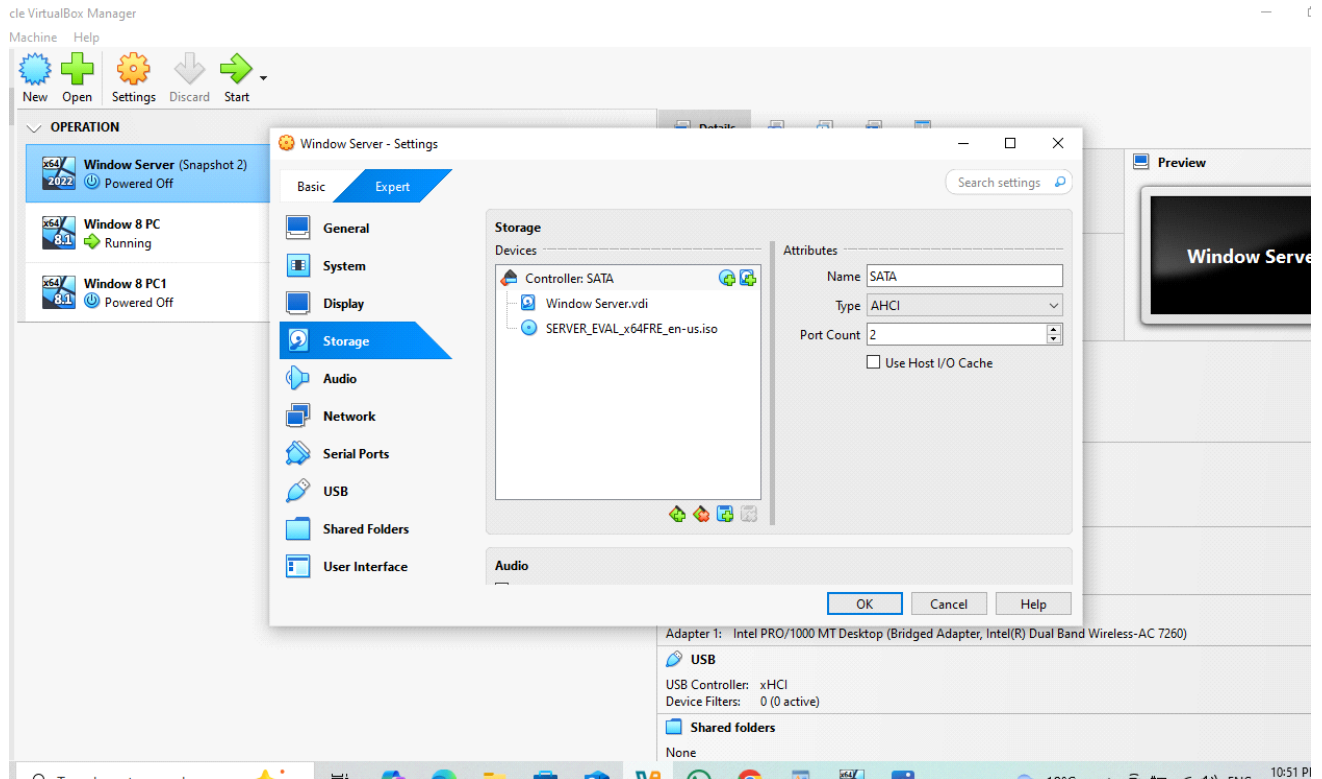 cle VirtualBox Manager
Machine Help
New Open Settings Discard Start
OPERATION
Details
Window Server (Snapshot 2)
Powered Off
Window 8 PC
Running
Window 8 PC1
Powered Off
Window Server - Settings
Basic Expert
Search settings
General
System
Display
Storage
Audio
Network
Serial Ports
USB
Shared Folders
User Interface
Storage
Devices
Controller: SATA
Window Server.vdi
SERVER_EVAL_x64FRE_en-us.iso
Attributes
Name SATA
Type AHCI
Port Count 2
Use Host I/O Cache
Audio
OK Cancel Help
Preview
Window Serve
Adapter 1: Intel PRO/1000 MT Desktop (Bridged Adapter, Intel(R) Dual Band Wireless-AC 7260)
USB
USB Controller: xHCI
Device Filters: 0 (0 active)
Shared folders
None
10:51 P